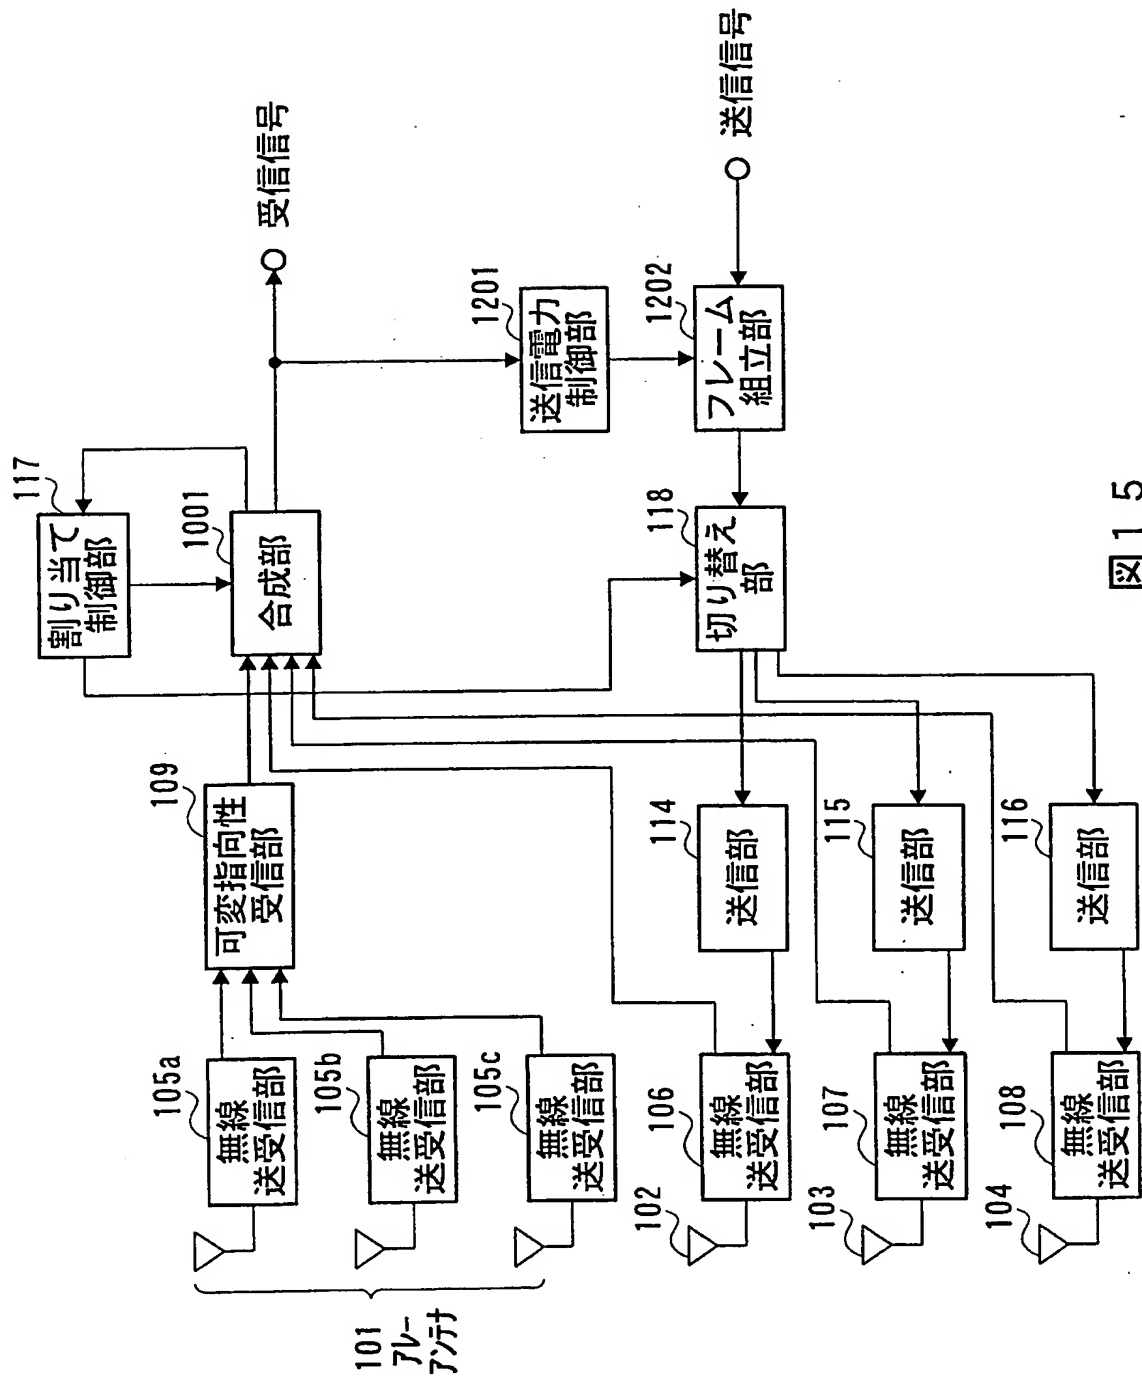 117
割り当て
制御部
1001
合成部
受信信号
109
可変指向性
受信部
1201
送信電力
制御部
1202
フレーム
組立部
送信信号
118
切り替え
部
105a
無線
送受信部
105b
無線
送受信部
105c
無線
送受信部
101
アレー
アンテナ
102
106
無線
送受信部
114
送信部
103
107
無線
送受信部
115
送信部
104
108
無線
送受信部
116
送信部
図15